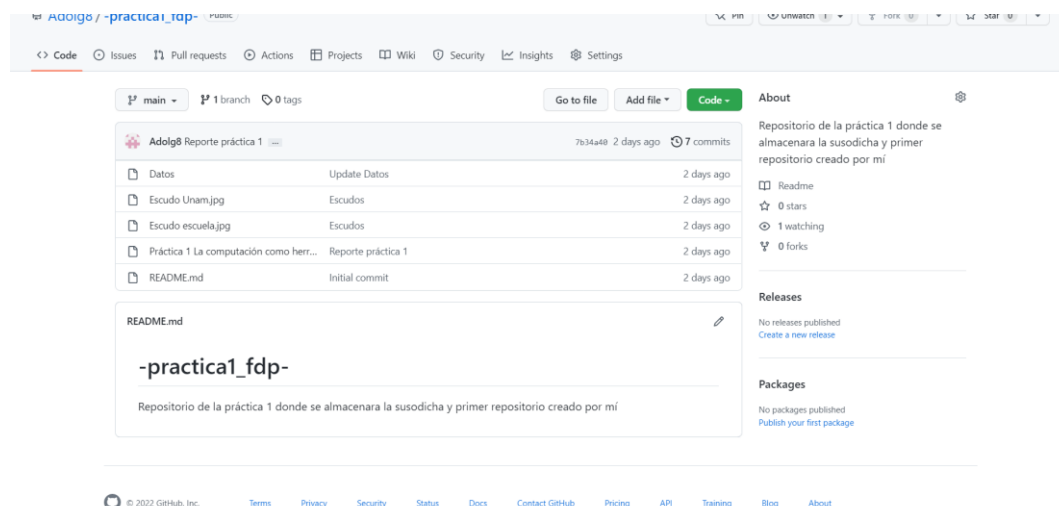 Adolg8 / -practica1_fdp- Public
Pin Unwatch 1 Fork 0 Star 0
Code Issues Pull requests Actions Projects Wiki Security Insights Settings
main 1 branch 0 tags Go to file Add file Code
Adolg8 Reporte práctica 1 ... 7b34a40 2 days ago 7 commits
Datos Update Datos 2 days ago
Escudo Unam.jpg Escudos 2 days ago
Escudo escuela.jpg Escudos 2 days ago
Práctica 1 La computación como herr... Reporte práctica 1 2 days ago
README.md Initial commit 2 days ago
README.md
-practica1_fdp-
Repositorio de la práctica 1 donde se almacenara la susodicha y primer repositorio creado por mí
About
Repositorio de la práctica 1 donde se
almacenara la susodicha y primer
repositorio creado por mí
Readme
0 stars
1 watching
0 forks
Releases
No releases published
Create a new release
Packages
No packages published
Publish your first package
© 2022 GitHub, Inc. Terms Privacy Security Status Docs Contact GitHub Pricing API Training Blog About